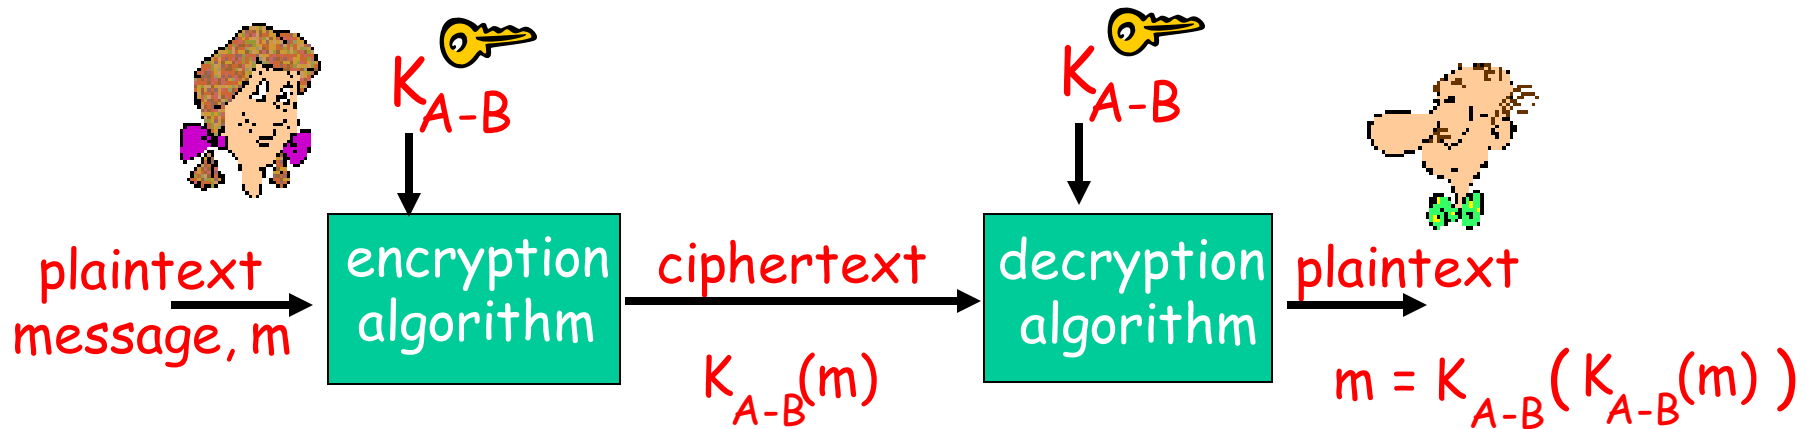 K A-B
K A-B
plaintext
message, m
encryption
algorithm
ciphertext
K A-B (m)
decryption
algorithm
plaintext
m = K A-B ( K A-B (m) )